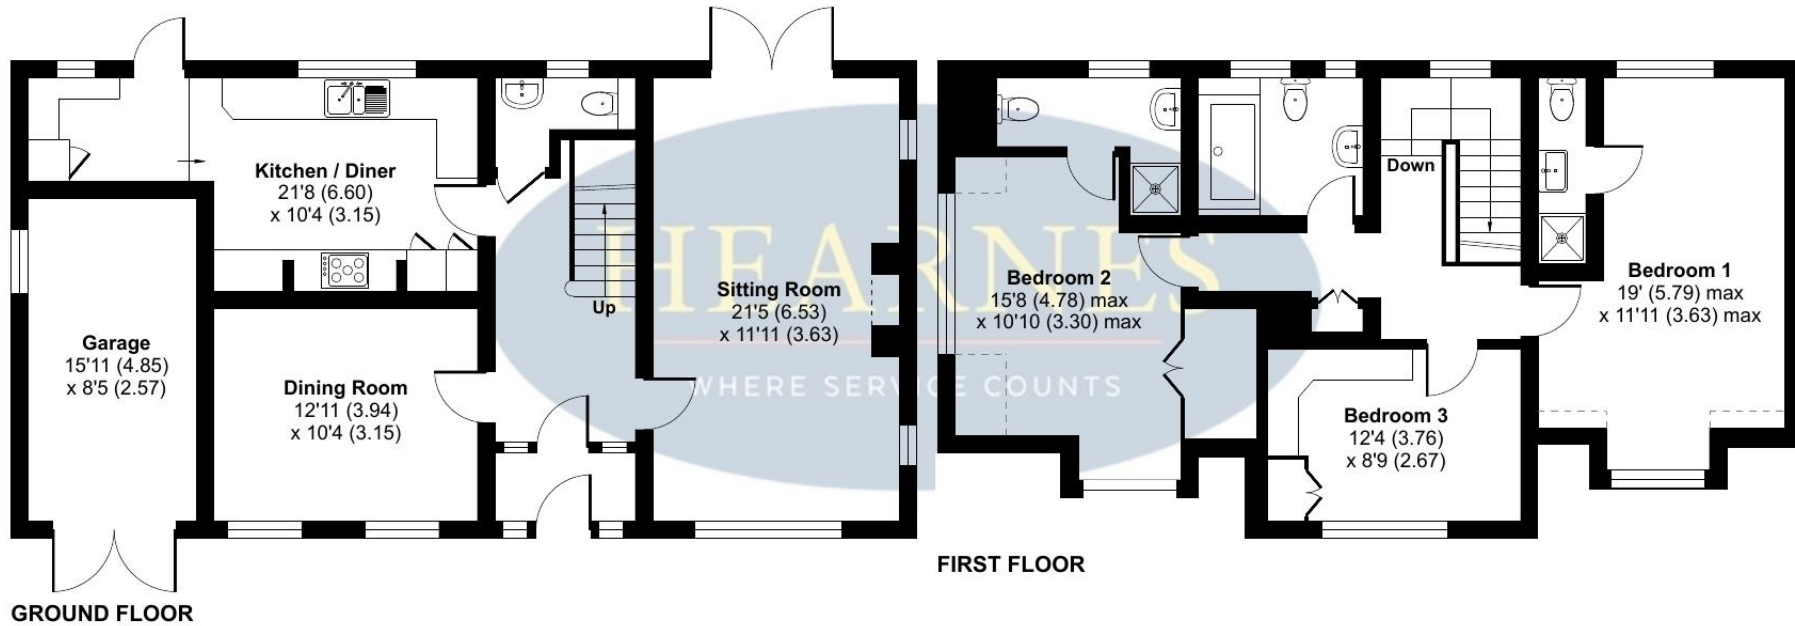 Kitchen / Diner
21'8 (6.60)
x 10'4 (3.15)
Garage
15'11 (4.85)
x 8'5 (2.57)
Dining Room
12'11 (3.94)
x 10'4 (3.15)
Up
Sitting Room
21'5 (6.53)
x 11'11 (3.63)
GROUND FLOOR
HEARNES
WHERE SERVICE COUNTS
Bedroom 2
15'8 (4.78) max
x 10'10 (3.30) max
Down
Bedroom 1
19' (5.79) max
x 11'11 (3.63) max
Bedroom 3
12'4 (3.76)
x 8'9 (2.67)
FIRST FLOOR